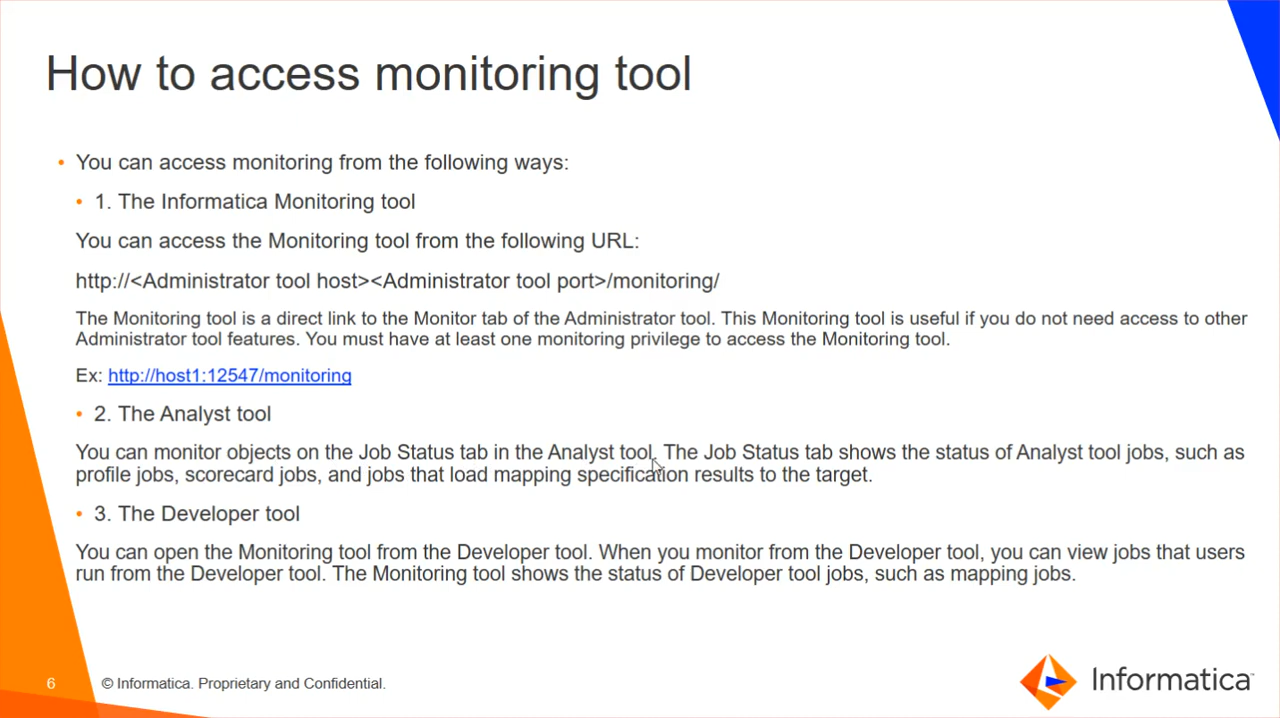 How to access monitoring tool
• You can access monitoring from the following ways:
• 1. The Informatica Monitoring tool
You can access the Monitoring tool from the following URL:
http://<Administrator tool host><Administrator tool port>/monitoring/
The Monitoring tool is a direct link to the Monitor tab of the Administrator tool. This Monitoring tool is useful if you do not need access to other
Administrator tool features. You must have at least one monitoring privilege to access the Monitoring tool.
Ex: http://host1:12547/monitoring
• 2. The Analyst tool
You can monitor objects on the Job Status tab in the Analyst tool. The Job Status tab shows the status of Analyst tool jobs, such as
profile jobs, scorecard jobs, and jobs that load mapping specification results to the target.
• 3. The Developer tool
You can open the Monitoring tool from the Developer tool. When you monitor from the Developer tool, you can view jobs that users
run from the Developer tool. The Monitoring tool shows the status of Developer tool jobs, such as mapping jobs.
6
© Informatica. Proprietary and Confidential.
Informatica